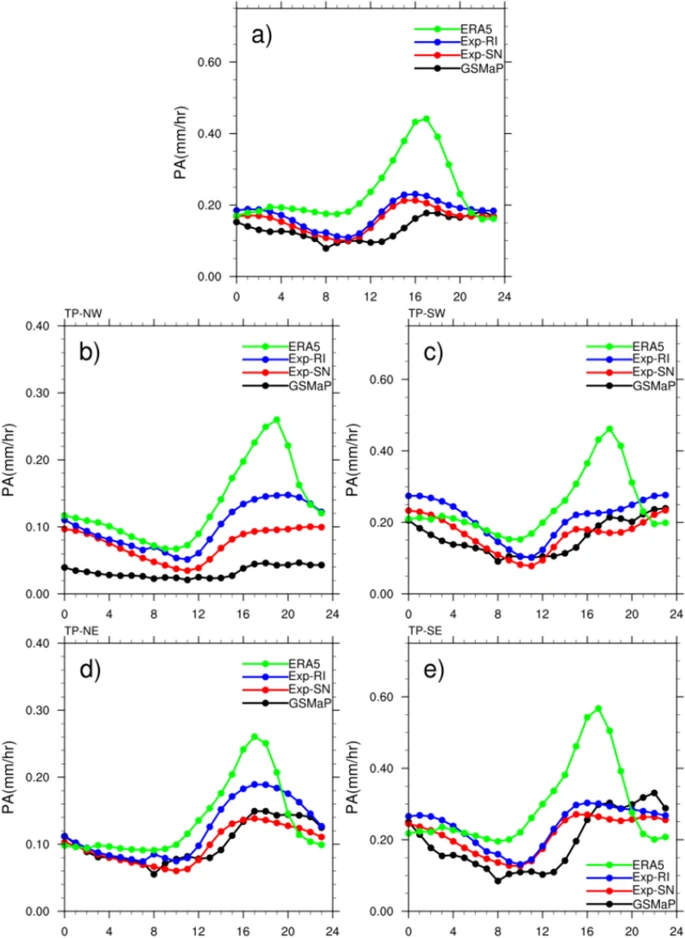 a)
ERA5
Exp-RI
Exp-SN
GSMaP
PA(mm/hr)
0.60
0.40
0.20
0.00
0 4 8 12 16 20 24
TP-NW
b)
ERA5
Exp-RI
Exp-SN
GSMaP
PA(mm/hr)
0.40
0.30
0.20
0.10
0.00
0 4 8 12 16 20 24
TP-SW
c)
ERA5
Exp-RI
Exp-SN
GSMaP
PA(mm/hr)
0.60
0.40
0.20
0.00
0 4 8 12 16 20 24
TP-NE
d)
ERA5
Exp-RI
Exp-SN
GSMaP
PA(mm/hr)
0.40
0.30
0.20
0.10
0.00
0 4 8 12 16 20 24
TP-SE
e)
PA(mm/hr)
0.60
0.40
0.20
0.00
ERA5
Exp-RI
Exp-SN
GSMaP
0 4 8 12 16 20 24